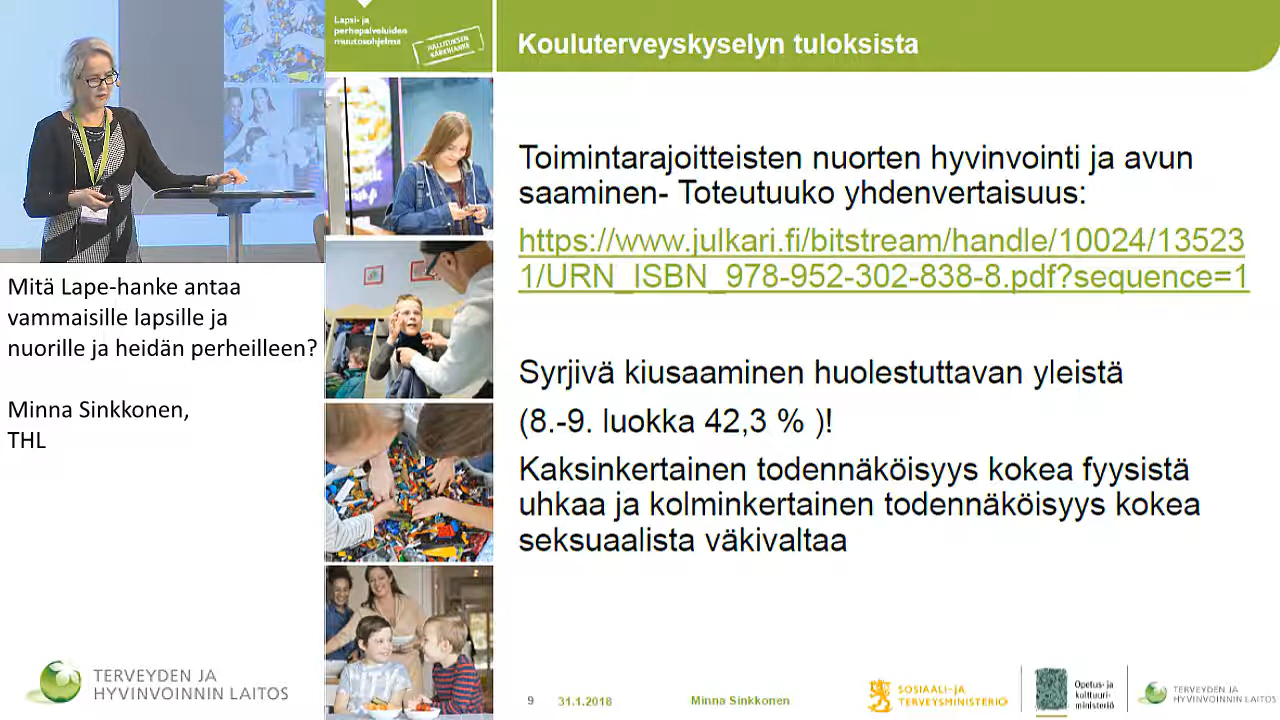 Lapsi- ja
perhepalveluiden
muutosohjelma
HALLITUKSEN
KÄRKIHANKE
Kouluterveyskyselyn tuloksista
Toimintarajoitteisten nuorten hyvinvointi ja avun
saaminen- Toteutuuko yhdenvertaisuus:
https://www.julkari.fi/bitstream/handle/10024/13523
1/URN_ISBN_978-952-302-838-8.pdf?sequence=1
Syrjivä kiusaaminen huolestuttavan yleistä
(8.-9. luokka 42,3 % )!
Kaksinkertainen todennäköisyys kokea fyysistä
uhkaa ja kolminkertainen todennäköisyys kokea
seksuaalista väkivaltaa
Mitä Lape-hanke antaa
vammaisille lapsille ja
nuorille ja heidän perheilleen?
Minna Sinkkonen,
THL
TERVEYDEN JA
HYVINVOINNIN LAITOS
9 31.1.2018 Minna Sinkkonen
SOSIAALI- JA
TERVEYSMINISTERIÖ
Opetus- ja
kulttuuri-
ministeriö
TERVEYDEN JA
HYVINVOINNIN LAITOS